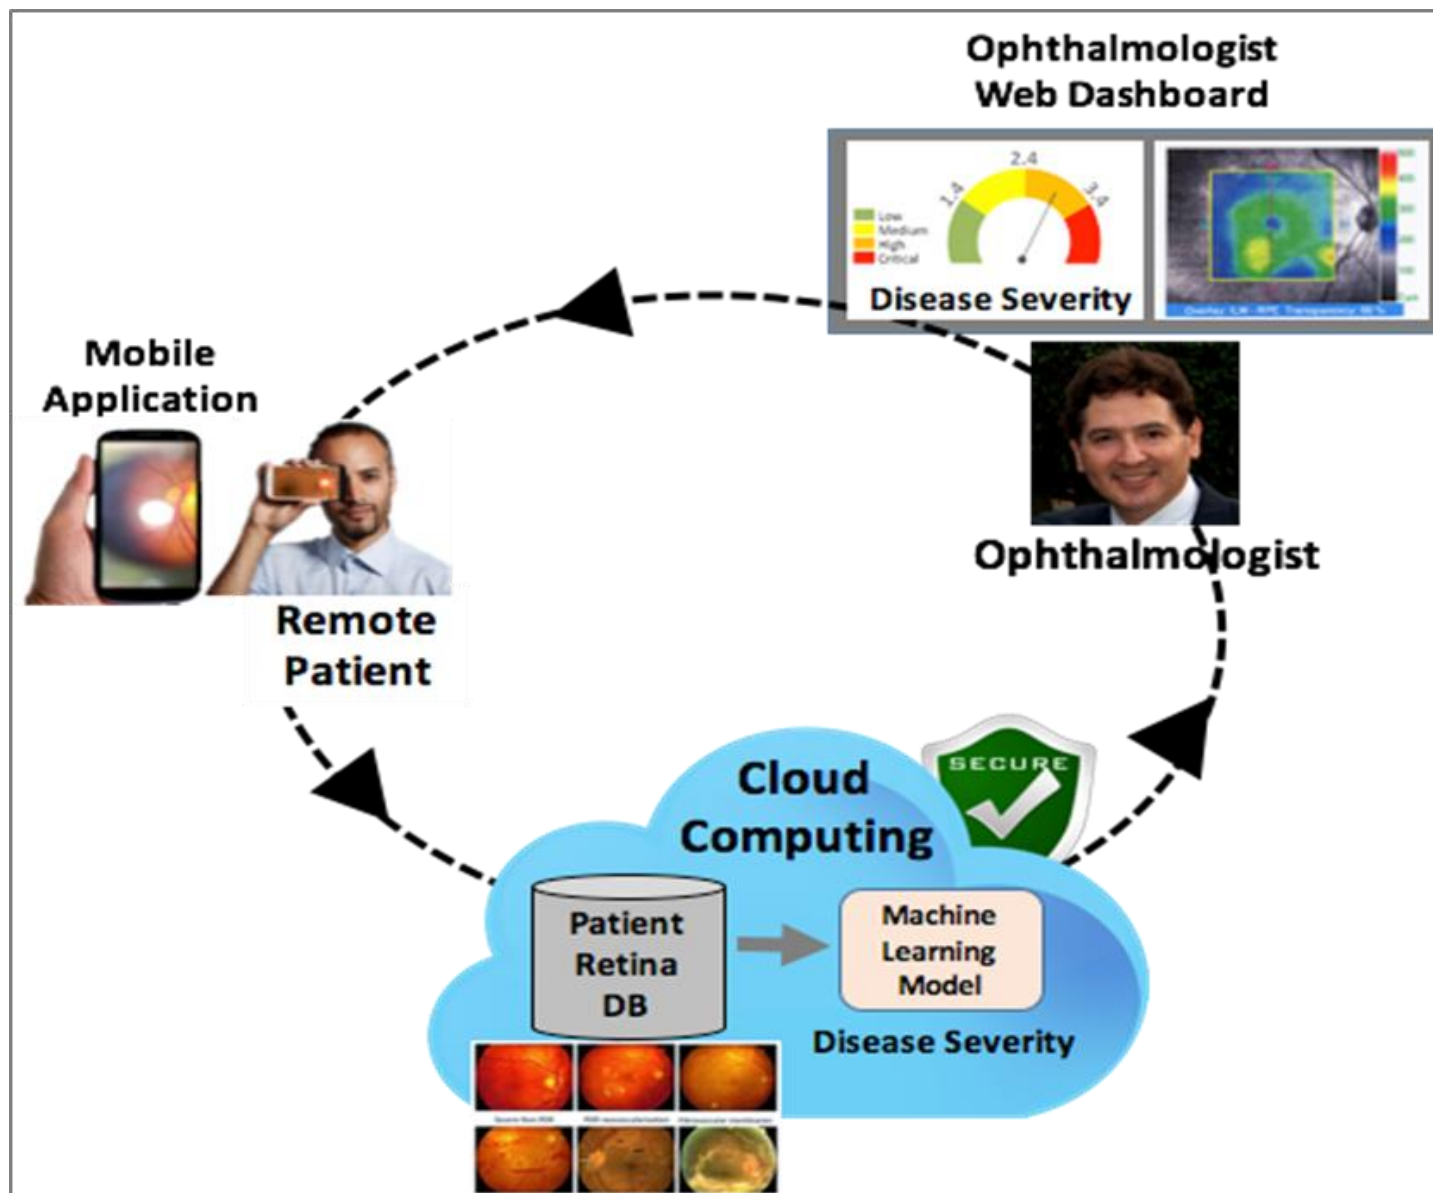 Ophthalmologist
Web Dashboard
1.4
2.4
3.4
Low
Medium
High
Critical
Disease Severity
Mobile
Application
Ophthalmologist
Remote
Patient
SECURE
Cloud
Computing
Patient
Retina
DB
Machine
Learning
Model
Disease Severity